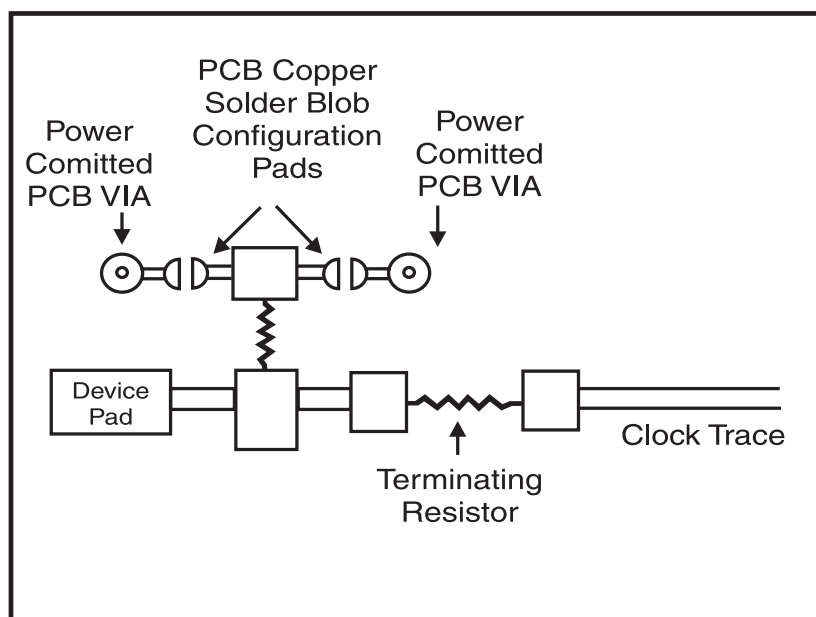 PCB Copper
Solder Blob
Configuration
Pads
Power
Comitted
PCB VIA
Power
Comitted
PCB VIA
Device
Pad
Clock Trace
Terminating
Resistor